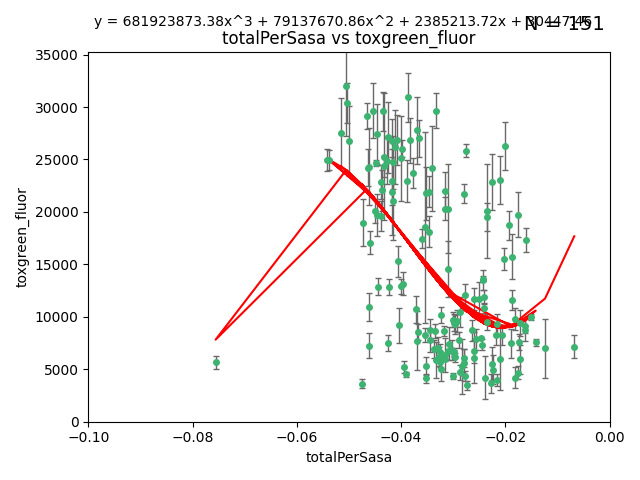 y = 681923873.38x^3 + 79137670.86x^2 + 2385213.72x +
N = 151
totalPerSasa vs toxgreen_fluor
35000
30000
25000
20000
15000
10000
5000
0
toxgreen_fluor
−0.10
−0.08
−0.06
−0.04
−0.02
0.00
totalPerSasa